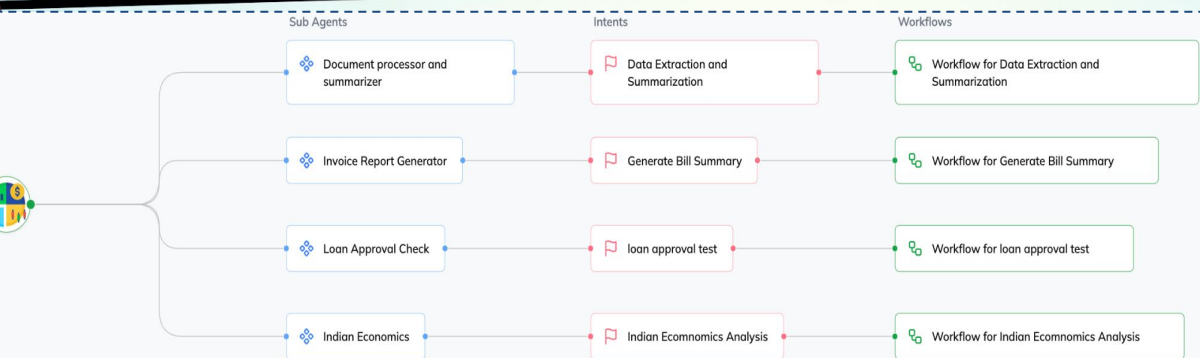 Sub Agents
Intents
Workflows
Document processor and
summarizer
Data Extraction and
Summarization
Workflow for Data Extraction and
Summarization
Invoice Report Generator
Generate Bill Summary
Workflow for Generate Bill Summary
Loan Approval Check
loan approval test
Workflow for loan approval test
Indian Economics
Indian Ecomnomics Analysis
Workflow for Indian Ecomnomics Analysis